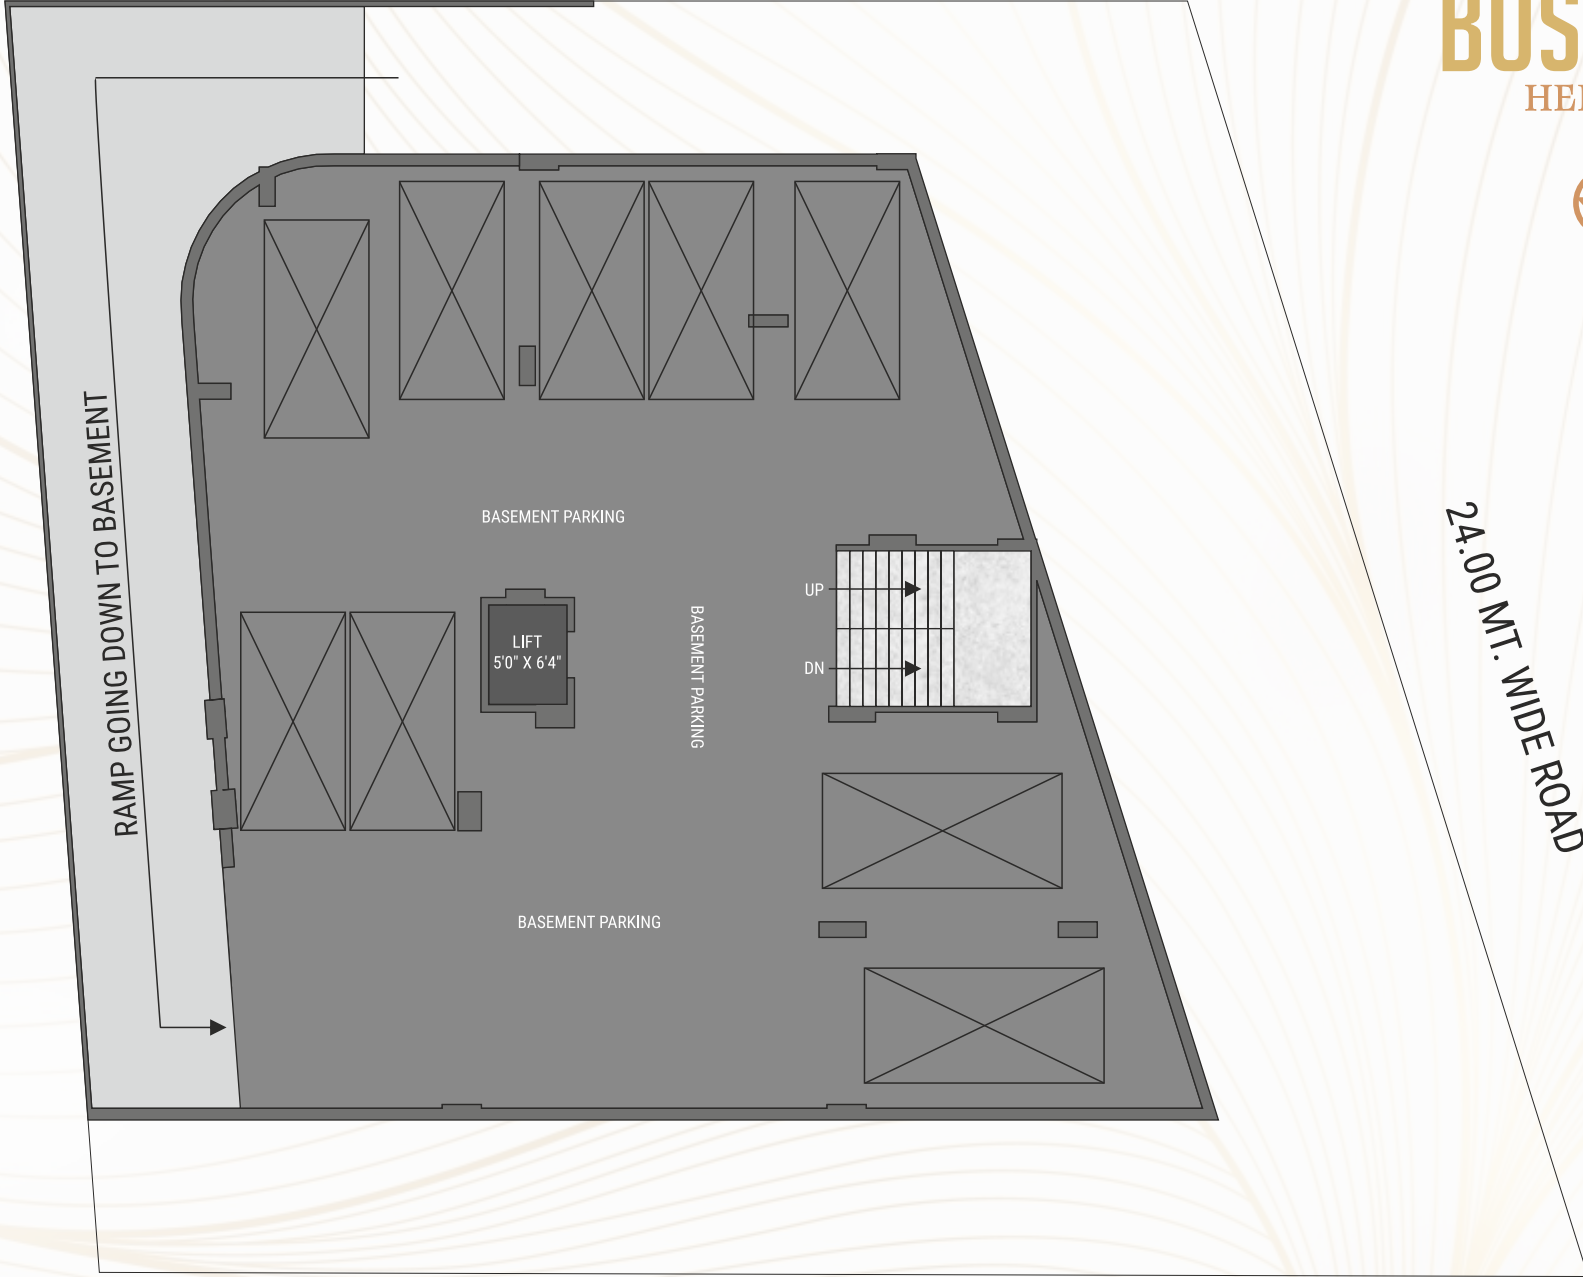 BUS
HE
RAMP GOING DOWN TO BASEMENT
BASEMENT PARKING
UP
LIFT
5'0" X 6'4"
BASEMENT PARKING
DN
24.00 MT. WIDE ROAD
BASEMENT PARKING